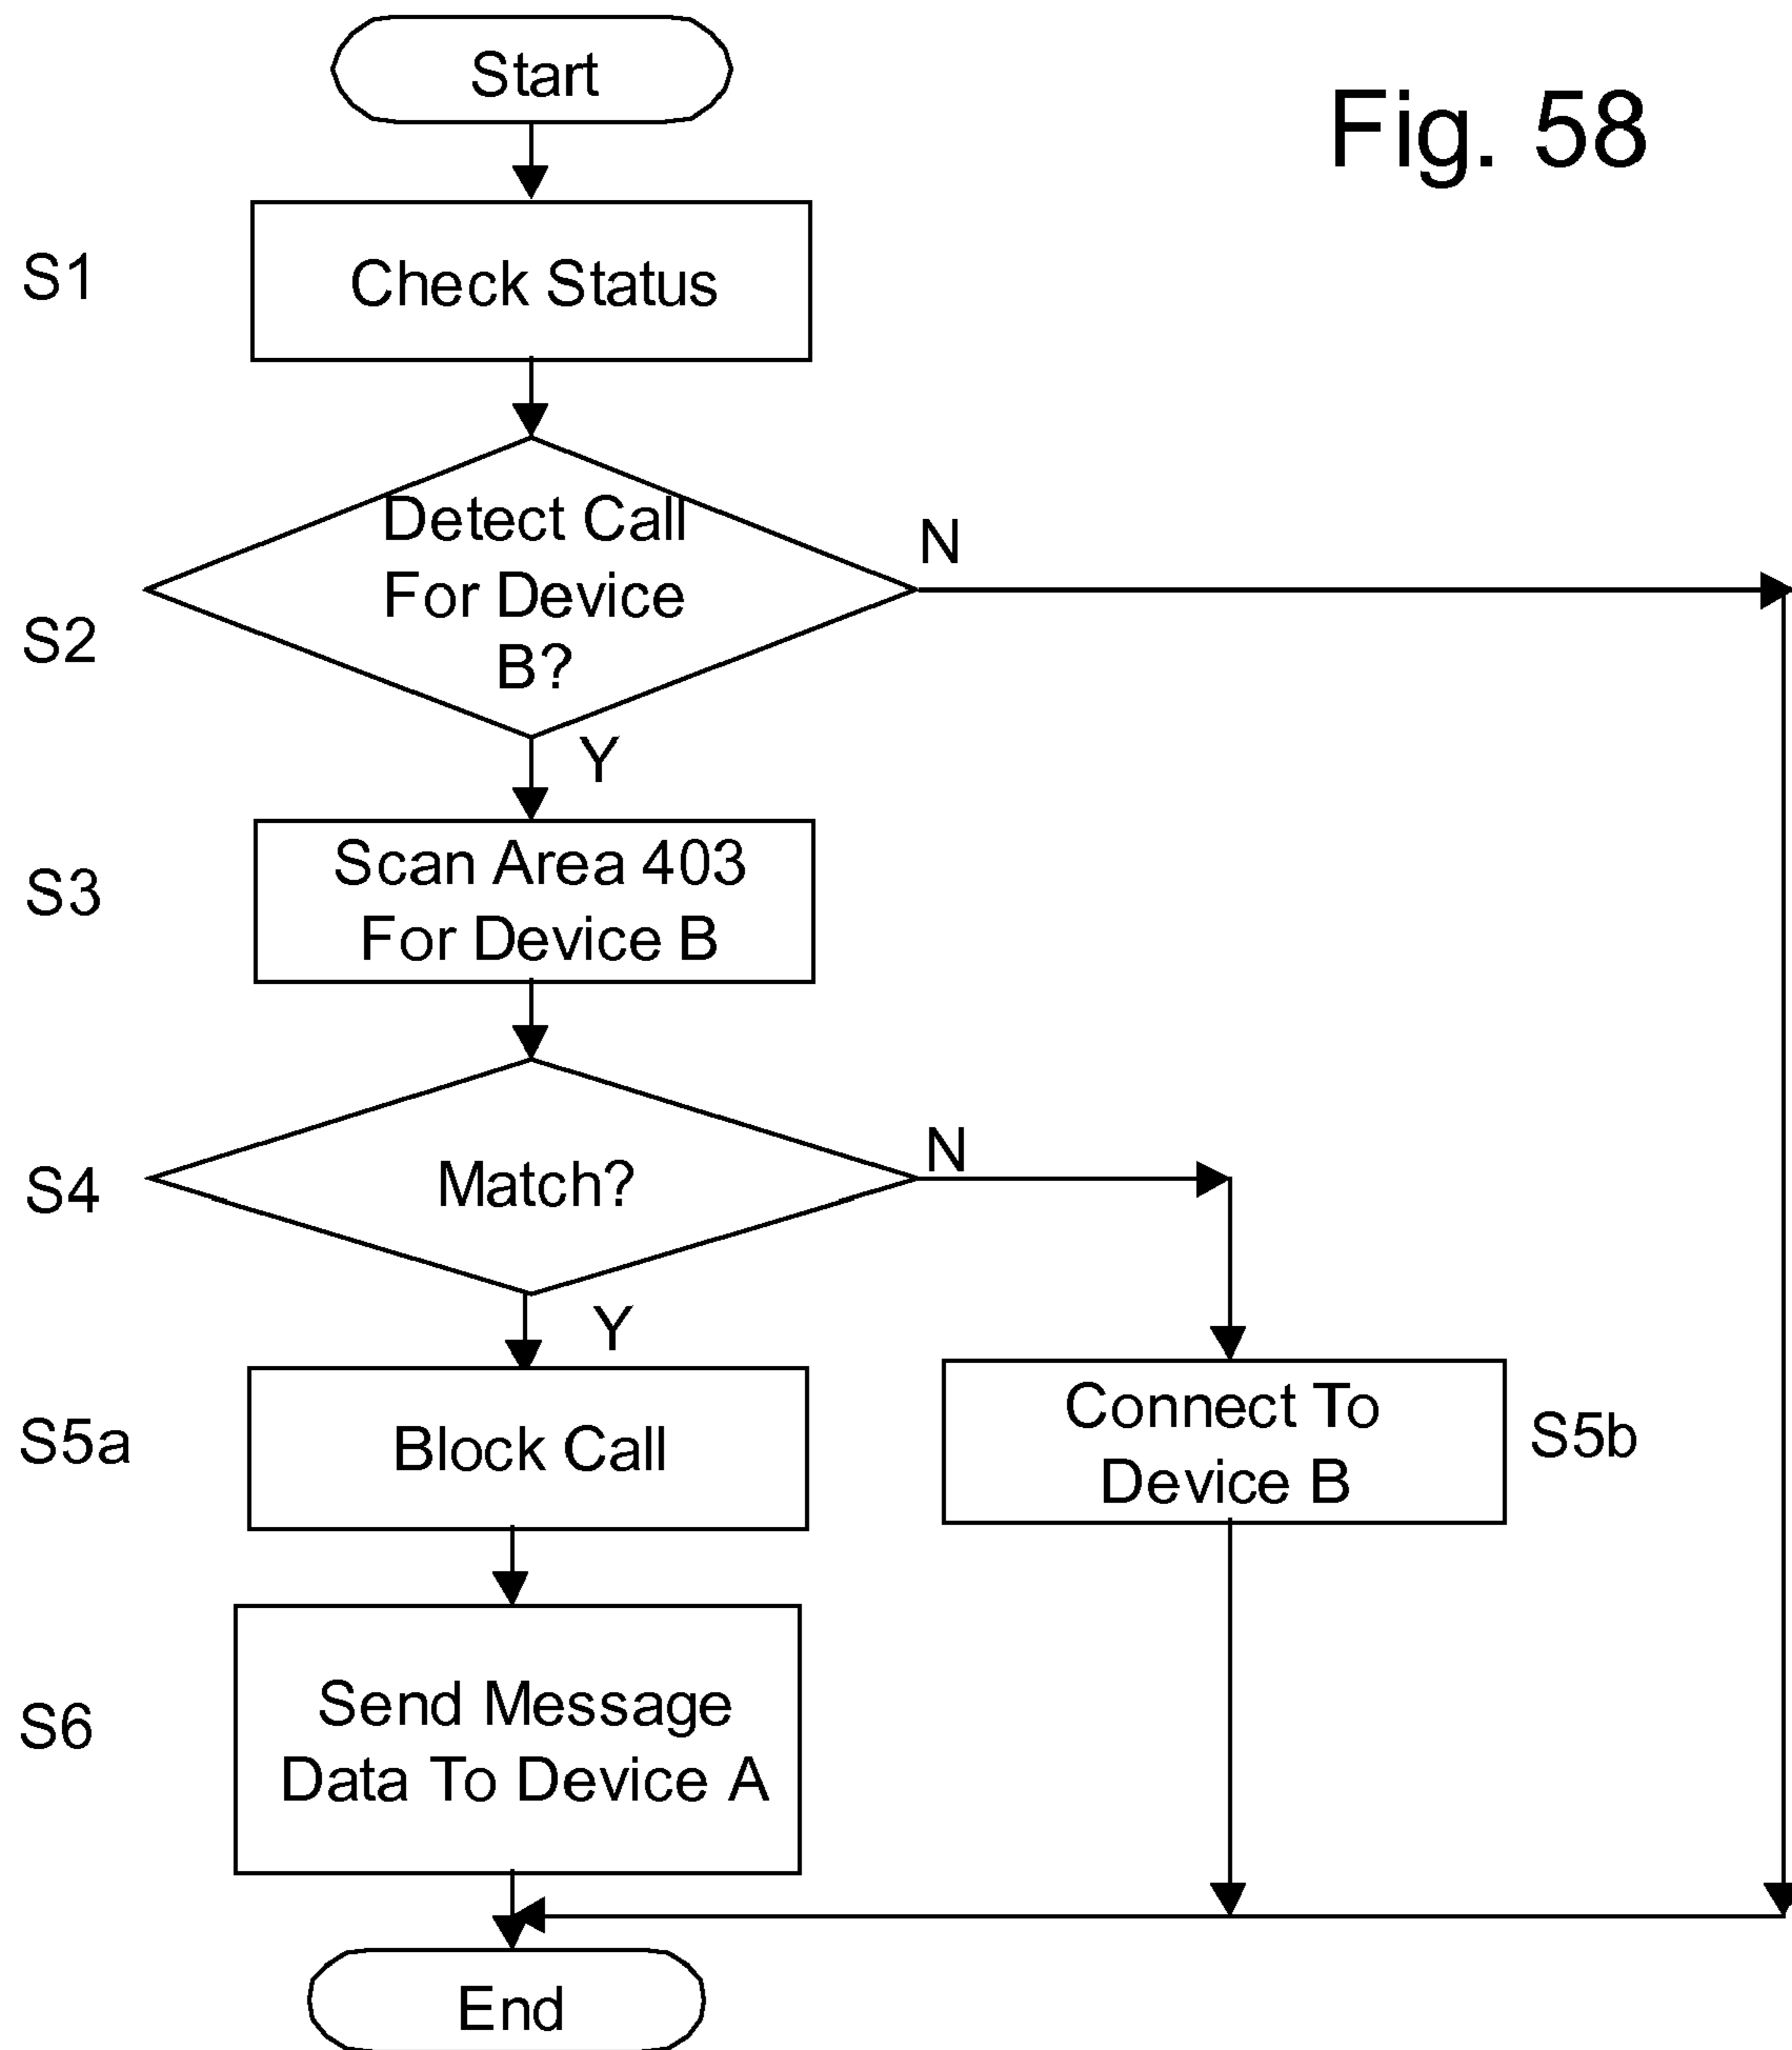 Start
Fig. 58
S1
Check Status
Detect Call
For Device
B?
N
S2
Y
S3
Scan Area 403
For Device B
S4
Match?
N
Y
S5a
Block Call
Connect To
Device B
S5b
S6
Send Message
Data To Device A
End